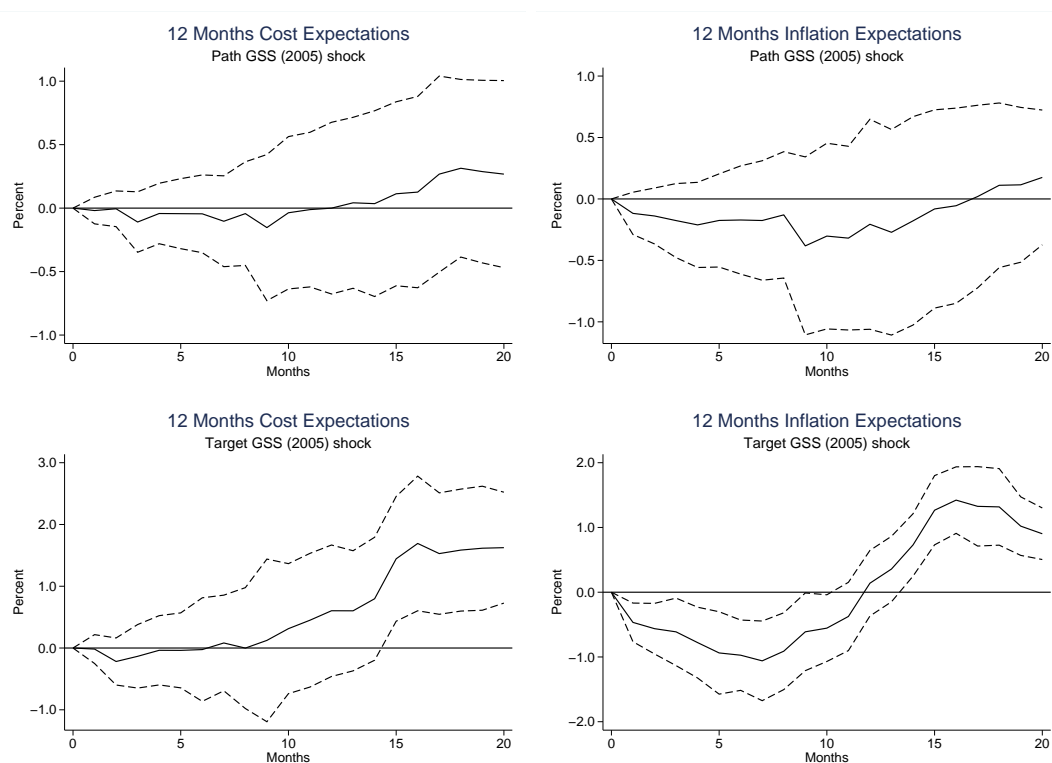 12 Months Cost Expectations
Path GSS (2005) shock
1.0
0.5
0.0
−0.5
−1.0
Percent
0
5
10
15
20
Months
12 Months Inflation Expectations
Path GSS (2005) shock
1.0
0.5
0.0
−0.5
−1.0
Percent
0
5
10
15
20
Months
12 Months Cost Expectations
Target GSS (2005) shock
3.0
2.0
1.0
0.0
−1.0
Percent
0
5
10
15
20
Months
12 Months Inflation Expectations
Target GSS (2005) shock
2.0
1.0
0.0
−1.0
−2.0
Percent
0
5
10
15
20
Months